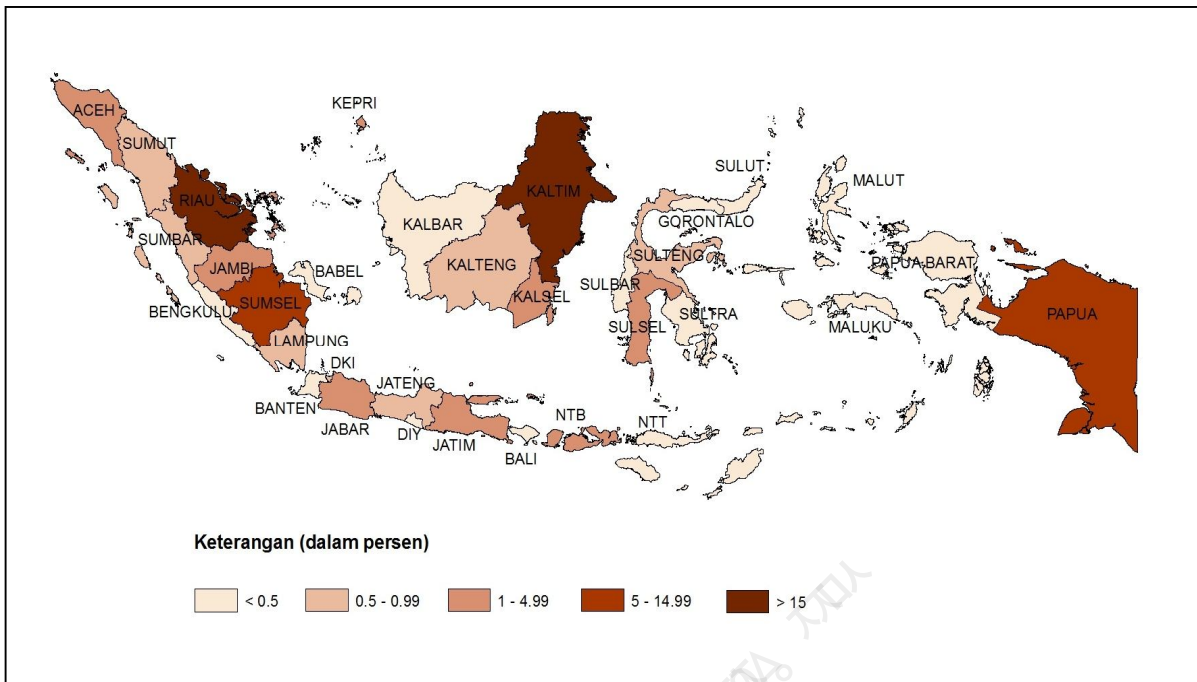 ACEH
SUMUT
KEPRI
RIAU
SUMBAR
JAMBI
BABEL
SUMSEL
BENGKULU
LAMPUNG
DKI
BANTEN
JABAR
JATENG
DIY
JATIM
BALI
NTB
NTT
KALBAR
KALTENG
KALTIM
KALSEL
SULUT
GORONTALO
SULTENG
SULBAR
SULSEL
SULTRA
MALUT
MALUKU
PAPUA BARAT
PAPUA
Keterangan (dalam persen)
< 0.5
0.5 - 0.99
1 - 4.99
5 - 14.99
> 15